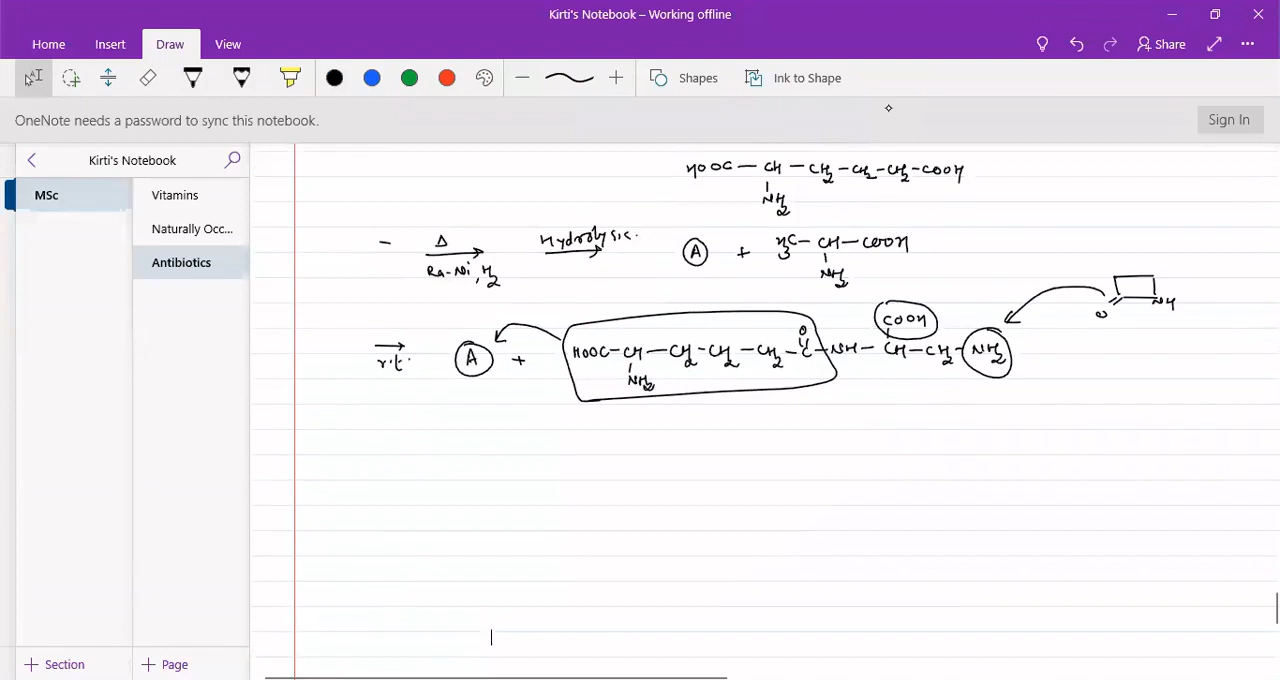 Kirti's Notebook – Working offline
Home Insert Draw View Share
Shapes Ink to Shape
OneNote needs a password to sync this notebook. Sign In
Kirti's Notebook
MSc
Vitamins
Naturally Occ...
Antibiotics
+ Section + Page
HOOC — CH — CH2 — CH2 — CH2 — COOH
NH2
– Δ Hydrolysis. A + H3C — CH — COOH
Ra-Ni, H2 NH2
O NH
COOH
O
r.t. A + HOOC — CH — CH2 — CH2 — CH2 — C — NH — CH — CH2 — NH2
NH2